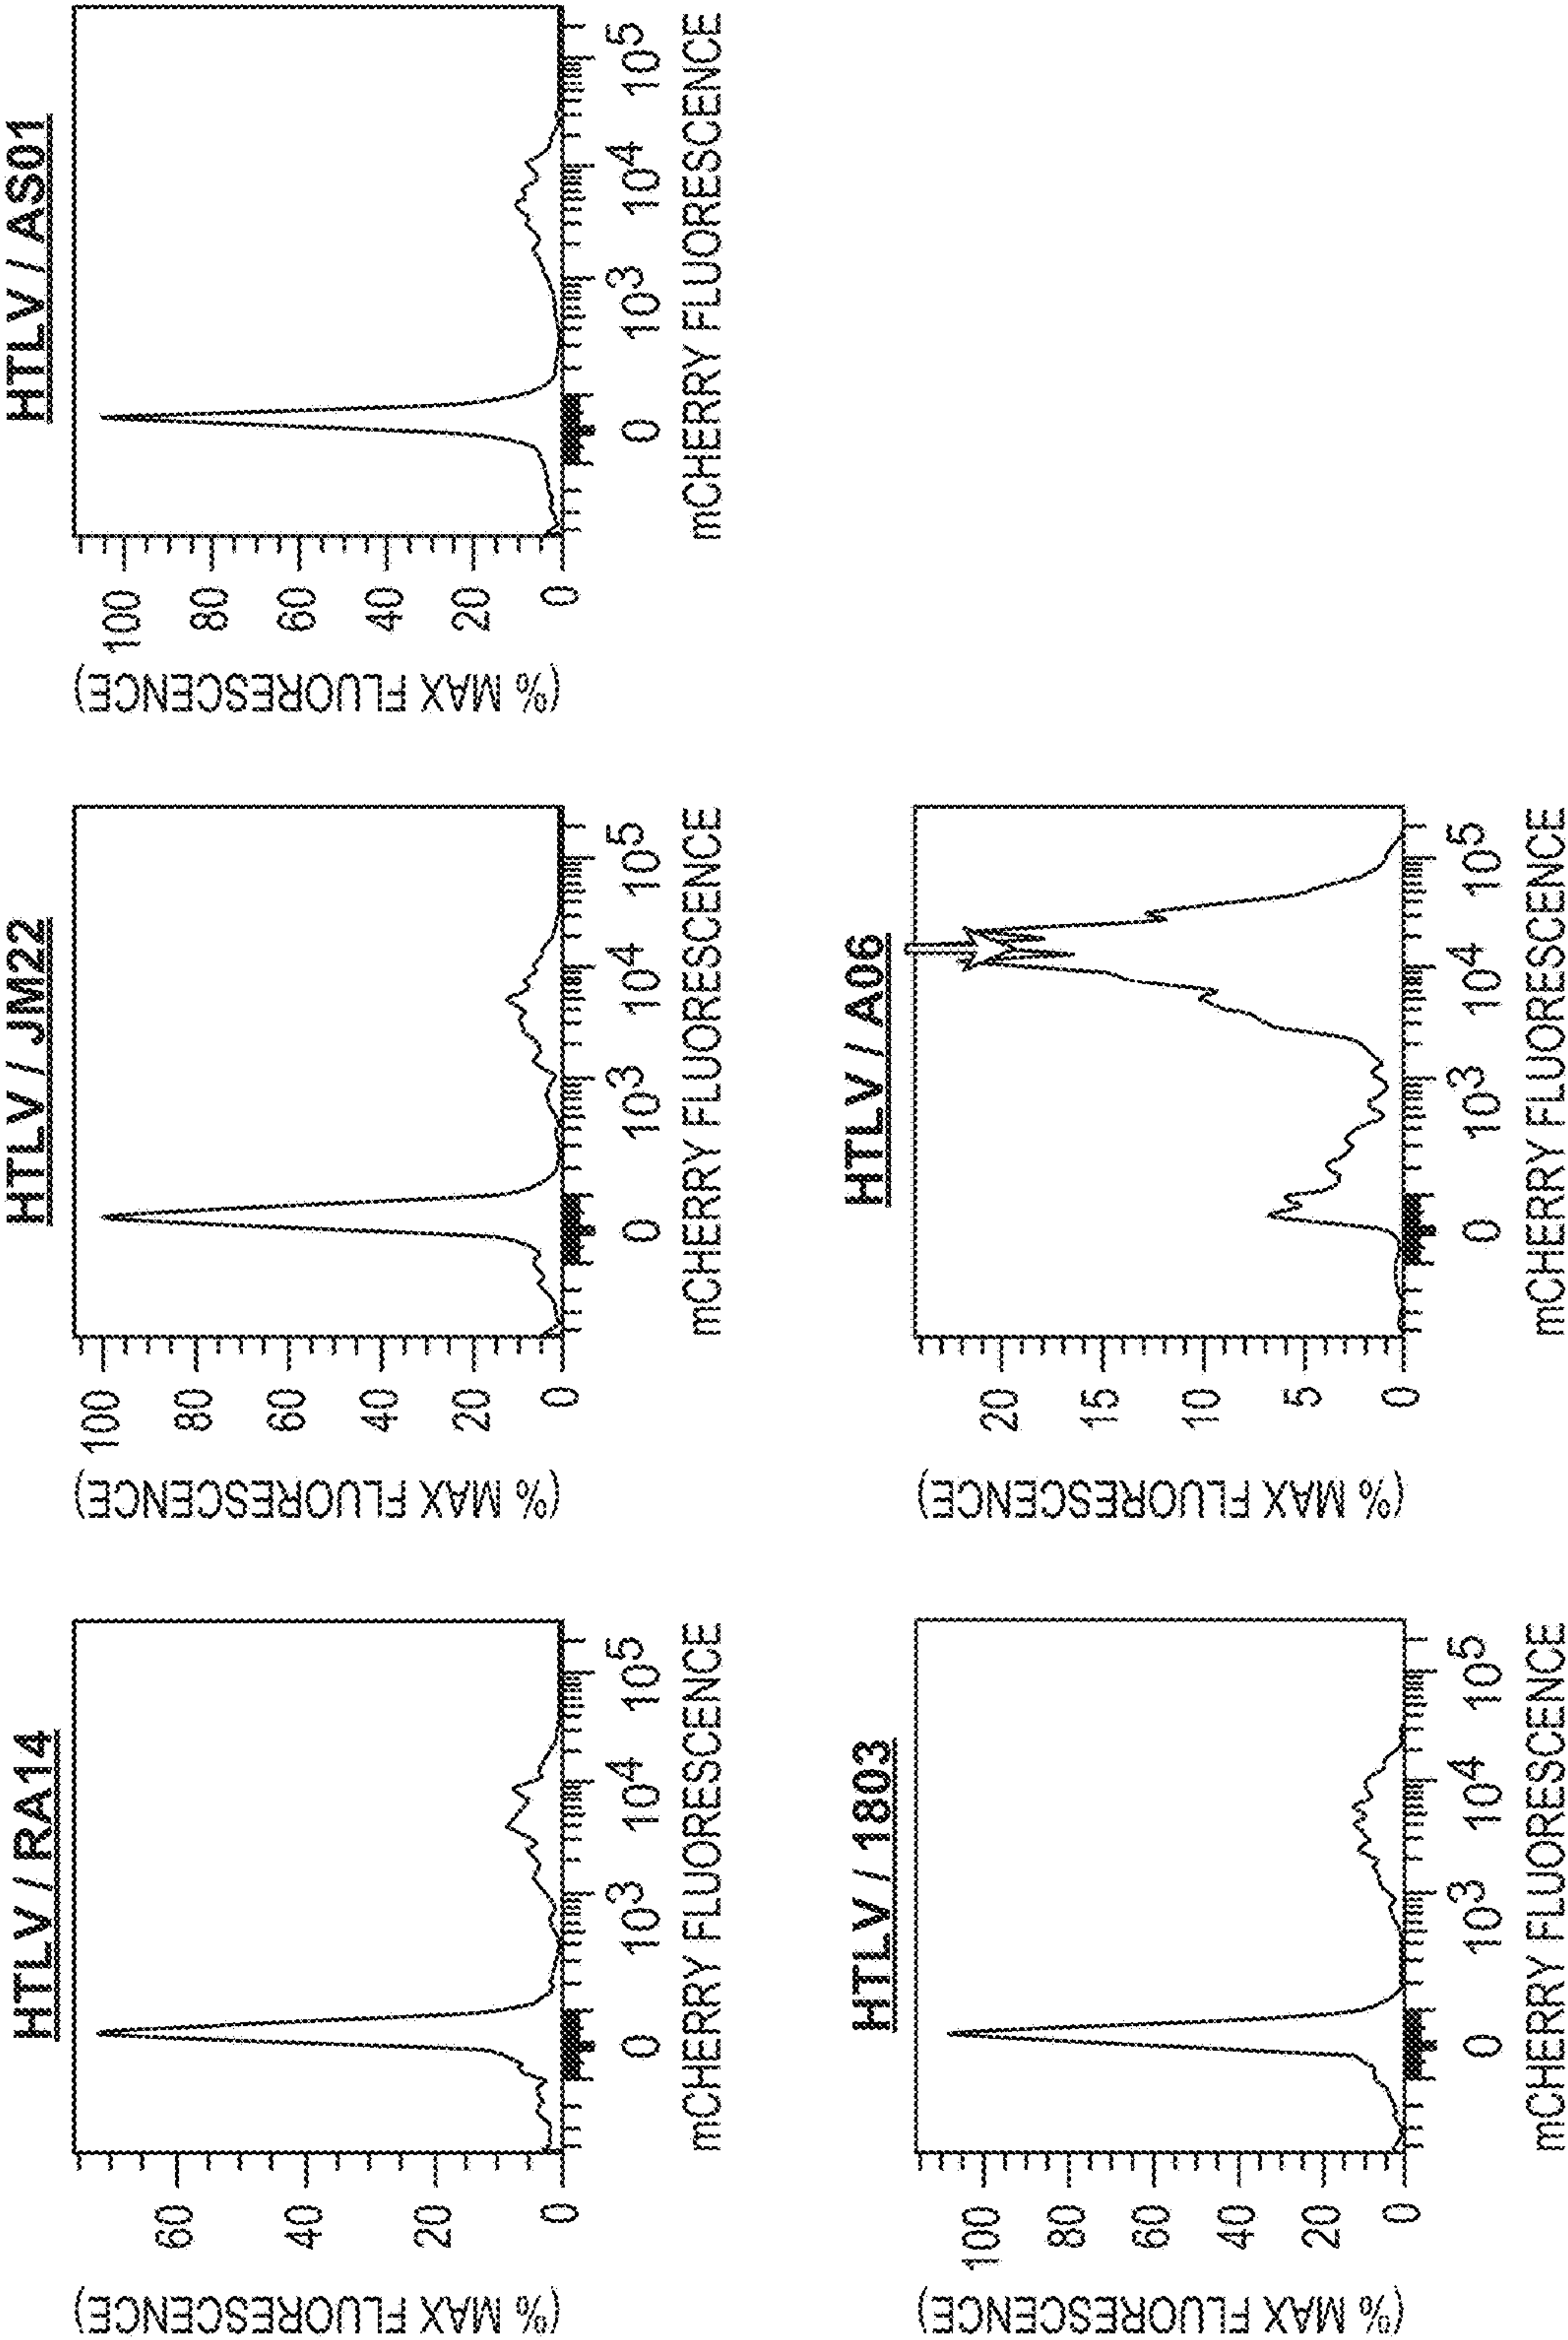 HTLV / RA14
(% MAX FLUORESCENCE)
60
40
20
0
0 10³ 10⁴ 10⁵
mCHERRY FLUORESCENCE
HTLV / JM22
(% MAX FLUORESCENCE)
100
80
60
40
20
0
0 10³ 10⁴ 10⁵
mCHERRY FLUORESCENCE
HTLV / AS01
(% MAX FLUORESCENCE)
100
80
60
40
20
0
0 10³ 10⁴ 10⁵
mCHERRY FLUORESCENCE
HTLV / 1803
(% MAX FLUORESCENCE)
100
80
60
40
20
0
0 10³ 10⁴ 10⁵
mCHERRY FLUORESCENCE
HTLV / A06
(% MAX FLUORESCENCE)
20
15
10
5
0
0 10³ 10⁴ 10⁵
mCHERRY FLUORESCENCE